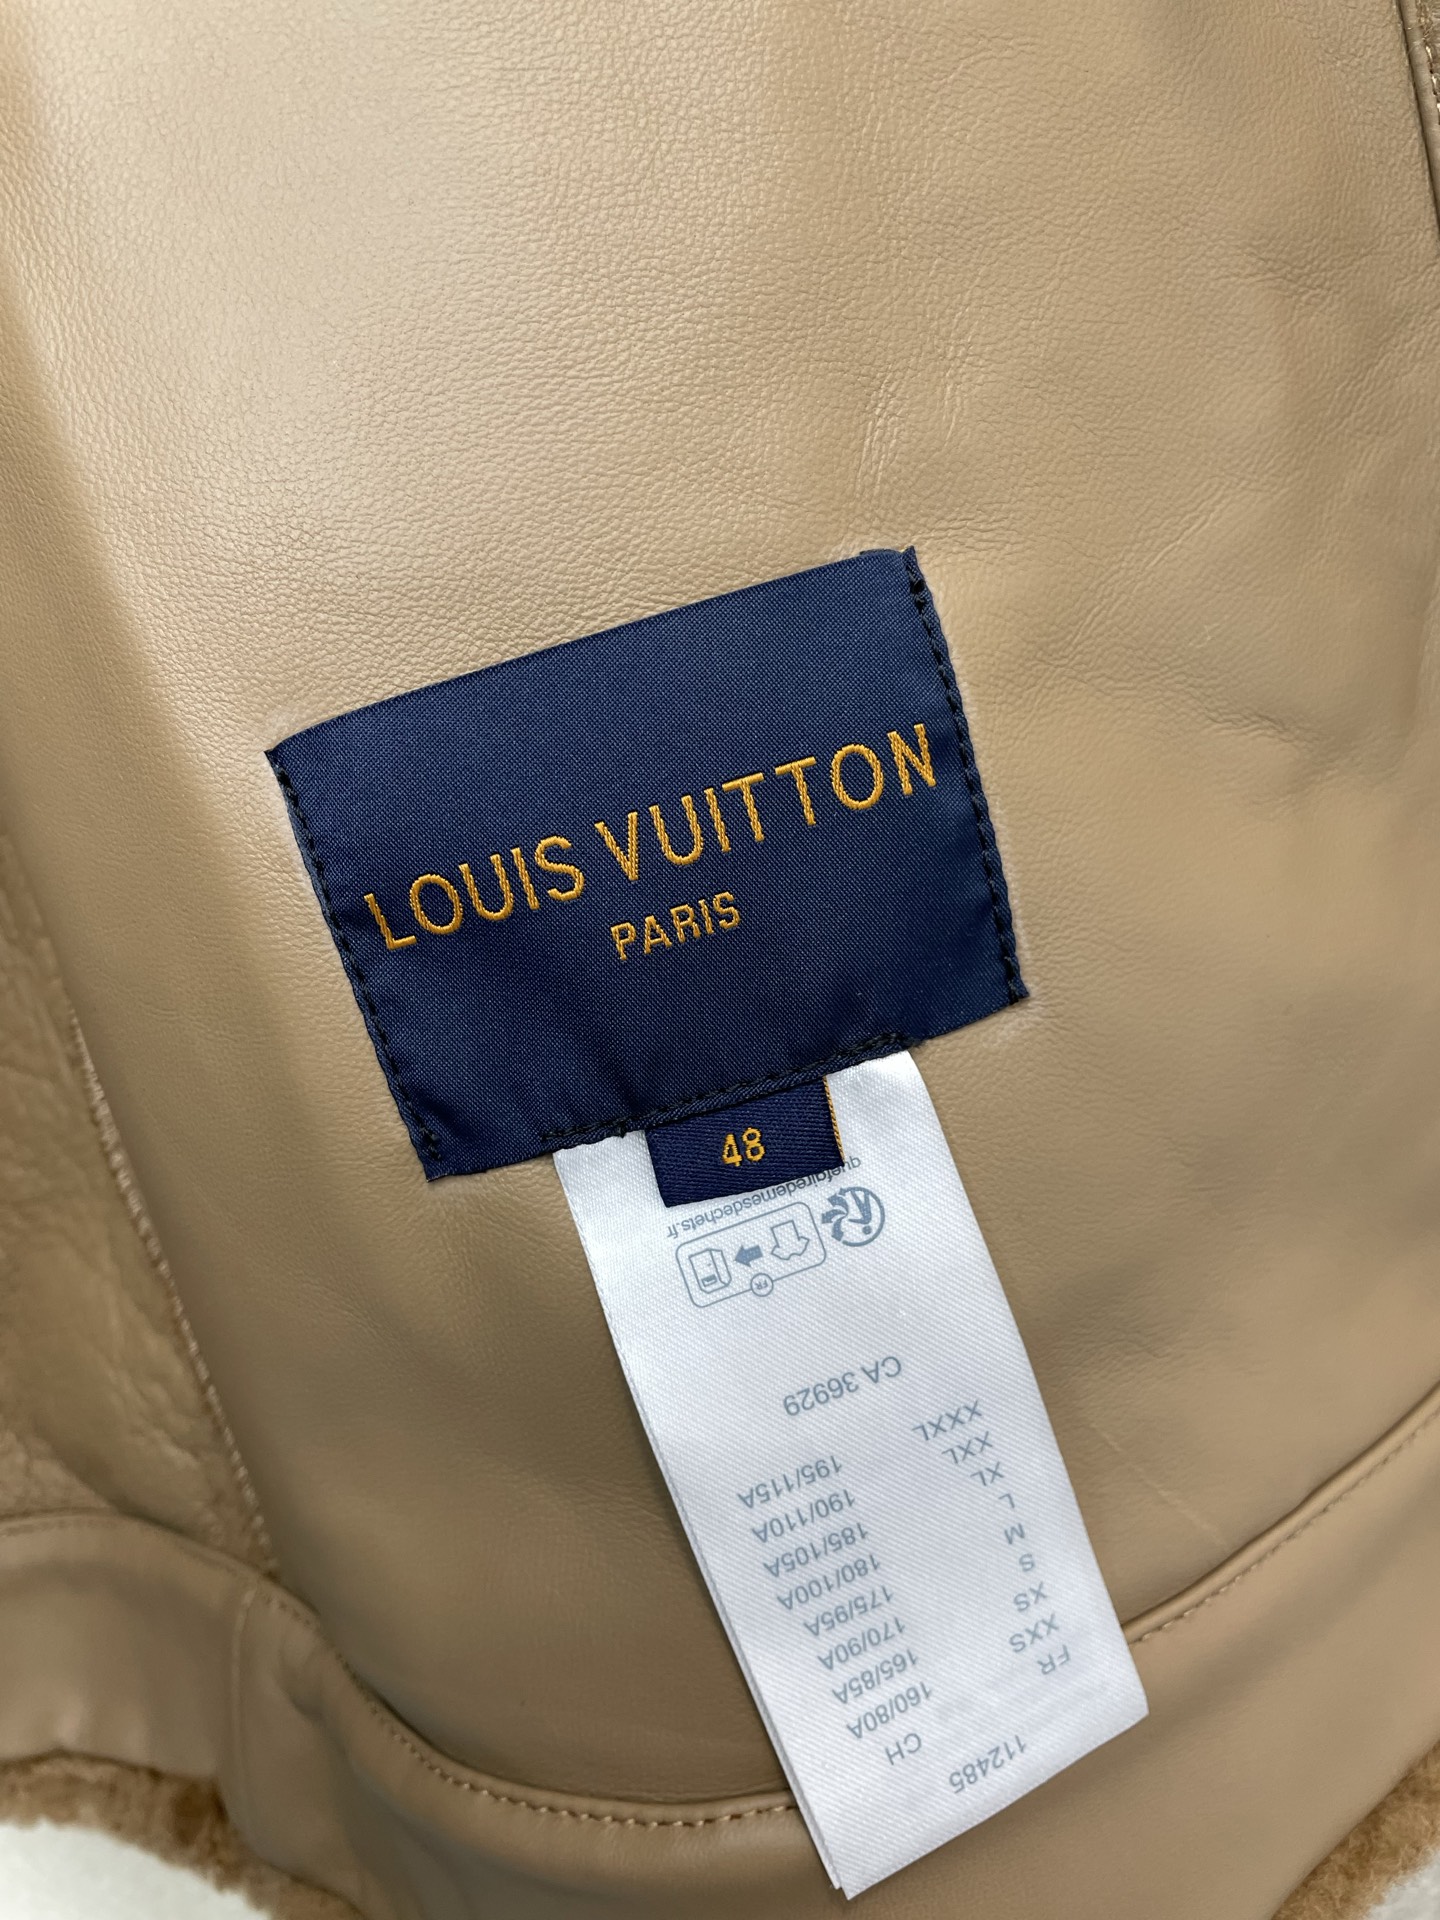 LOUIS VUITTON
PARIS
48
112485
FR CH
XXS 160/80A
XS 165/85A
S 170/90A
M 175/95A
L 180/100A
XL 185/105A
XXL 190/110A
XXXL 195/115A
CA 36929
FR
quefairedemesdechets.fr